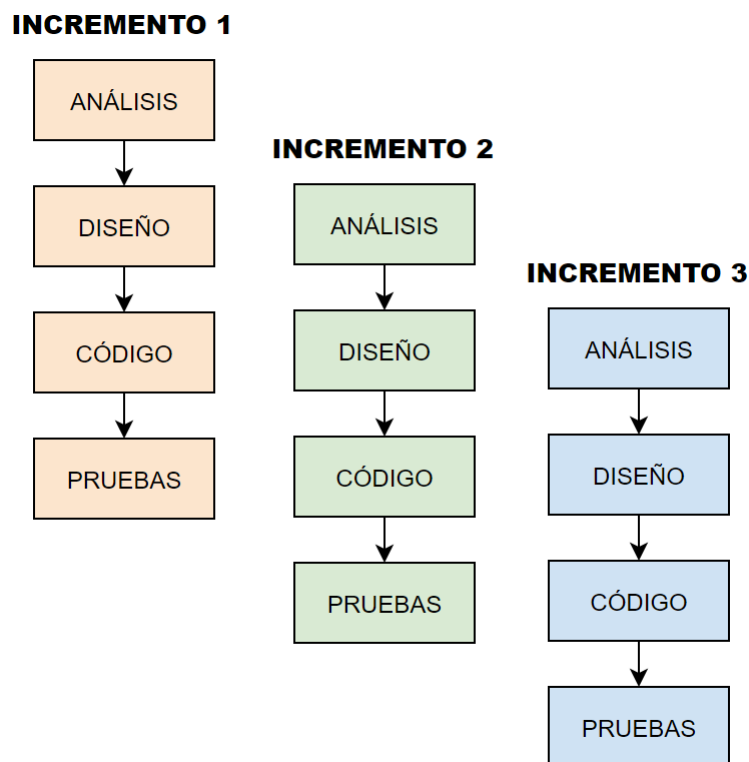 INCREMENTO 1
ANÁLISIS
DISEÑO
CÓDIGO
PRUEBAS
INCREMENTO 2
ANÁLISIS
DISEÑO
CÓDIGO
PRUEBAS
INCREMENTO 3
ANÁLISIS
DISEÑO
CÓDIGO
PRUEBAS